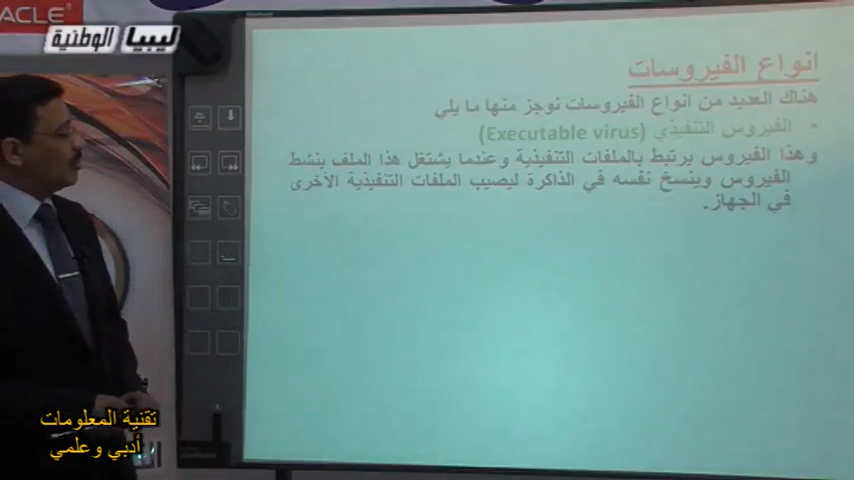 ACLE
ليبيا الوطنية
انواع الفيروسات
هناك العديد من انواع الفيروسات نوجز منها ما يلي
• الفيروس التنفيذي (Executable virus)
وهذا الفيروس يرتبط بالملفات التنفيذية وعندما يشتغل هذا الملف ينشط
الفيروس وينسخ نفسه في الذاكرة ليصيب الملفات التنفيذية الأخرى
في الجهاز.
تقنية المعلومات
أدبي وعلمي